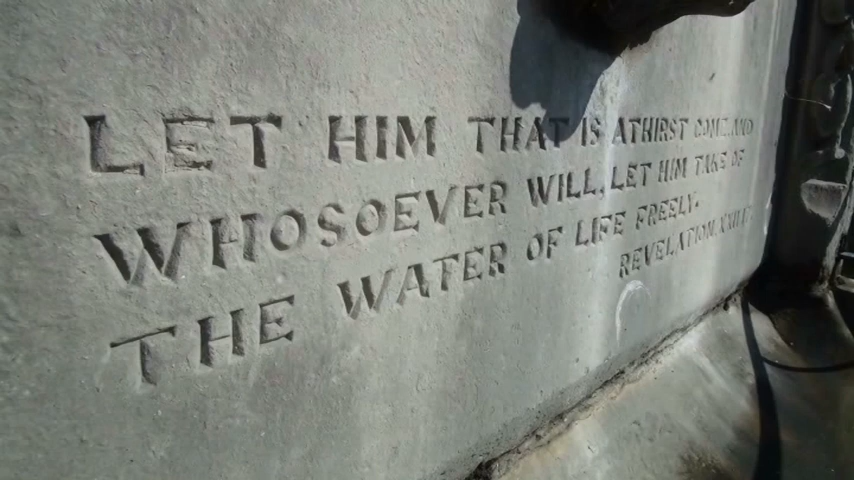 LET HIM THAT IS ATHIRST COME. AND
WHOSOEVER WILL, LET HIM TAKE OF
THE WATER OF LIFE FREELY.
REVELATION.